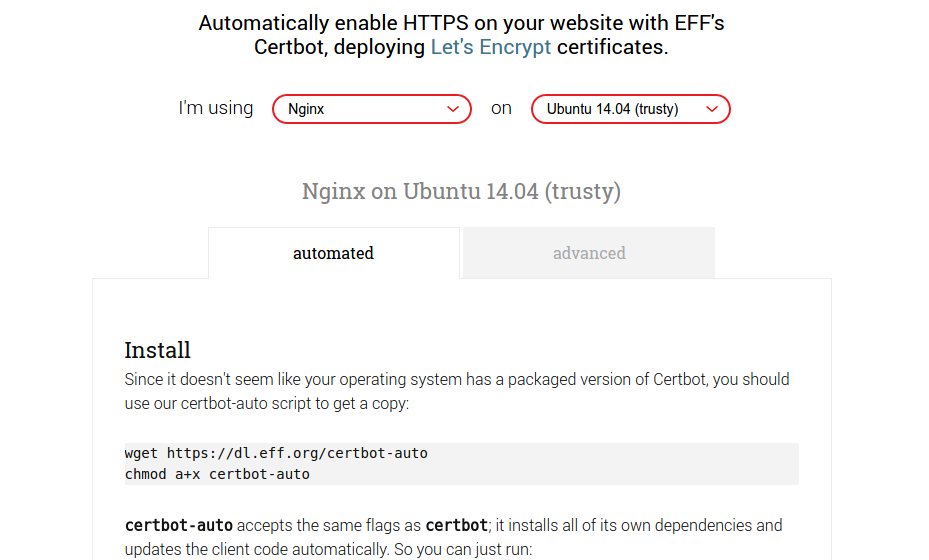 Automatically enable HTTPS on your website with EFF's
Certbot, deploying Let's Encrypt certificates.
I'm using Nginx on Ubuntu 14.04 (trusty)
Nginx on Ubuntu 14.04 (trusty)
automated advanced
Install
Since it doesn't seem like your operating system has a packaged version of Certbot, you should
use our certbot-auto script to get a copy:
wget https://dl.eff.org/certbot-auto
chmod a+x certbot-auto
certbot-auto accepts the same flags as certbot; it installs all of its own dependencies and
updates the client code automatically. So you can just run: